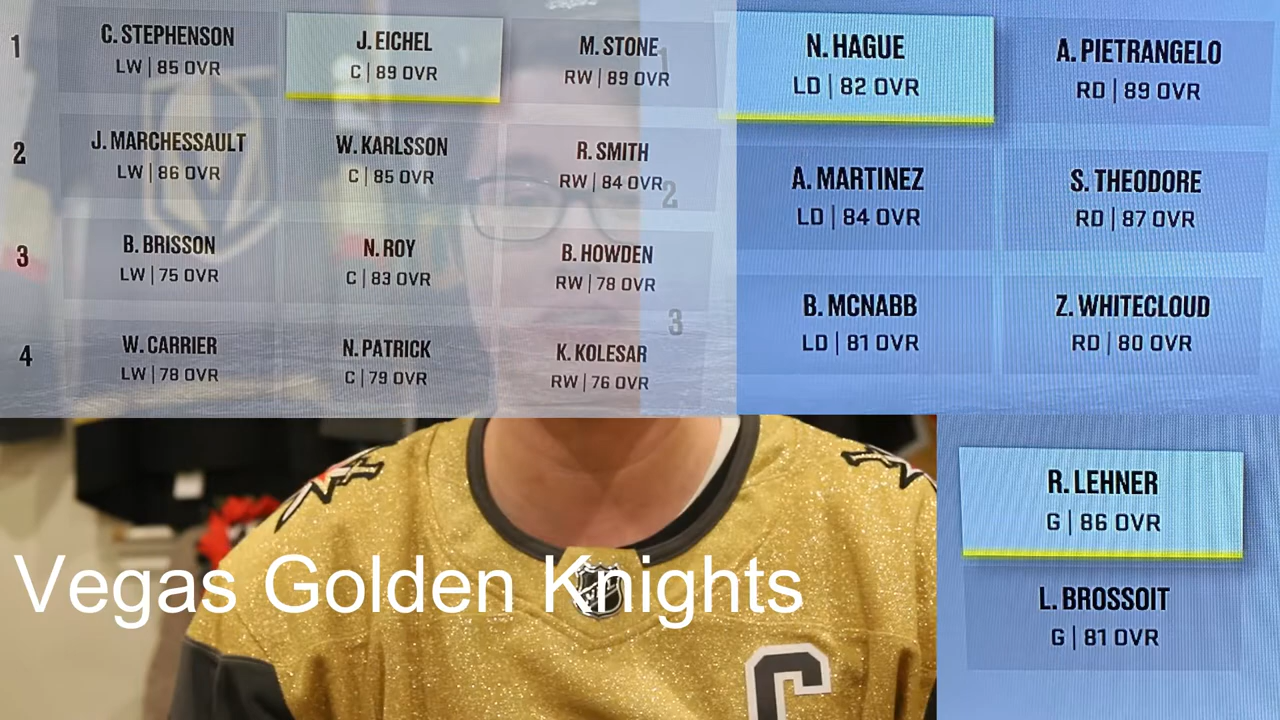 1
C. STEPHENSON
LW | 85 OVR
J. EICHEL
C | 89 OVR
M. STONE
RW | 89 OVR
2
J. MARCHESSAULT
LW | 86 OVR
W. KARLSSON
C | 85 OVR
R. SMITH
RW | 84 OVR
3
B. BRISSON
LW | 75 OVR
N. ROY
C | 83 OVR
B. HOWDEN
RW | 78 OVR
4
W. CARRIER
LW | 78 OVR
N. PATRICK
C | 79 OVR
K. KOLESAR
RW | 76 OVR
1
N. HAGUE
LD | 82 OVR
A. PIETRANGELO
RD | 89 OVR
2
A. MARTINEZ
LD | 84 OVR
S. THEODORE
RD | 87 OVR
3
B. MCNABB
LD | 81 OVR
Z. WHITECLOUD
RD | 80 OVR
R. LEHNER
G | 86 OVR
L. BROSSOIT
G | 81 OVR
Vegas Golden Knights
NHL
C